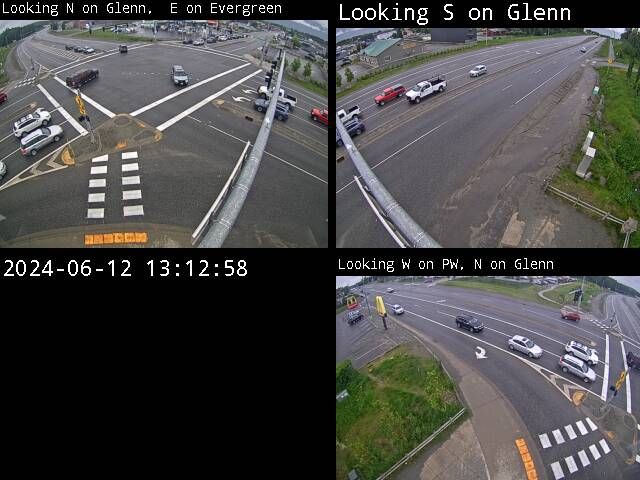 Looking N on Glenn,  E on Evergreen
Looking S on Glenn
2024-06-12 13:12:58
Looking W on PW, N on Glenn